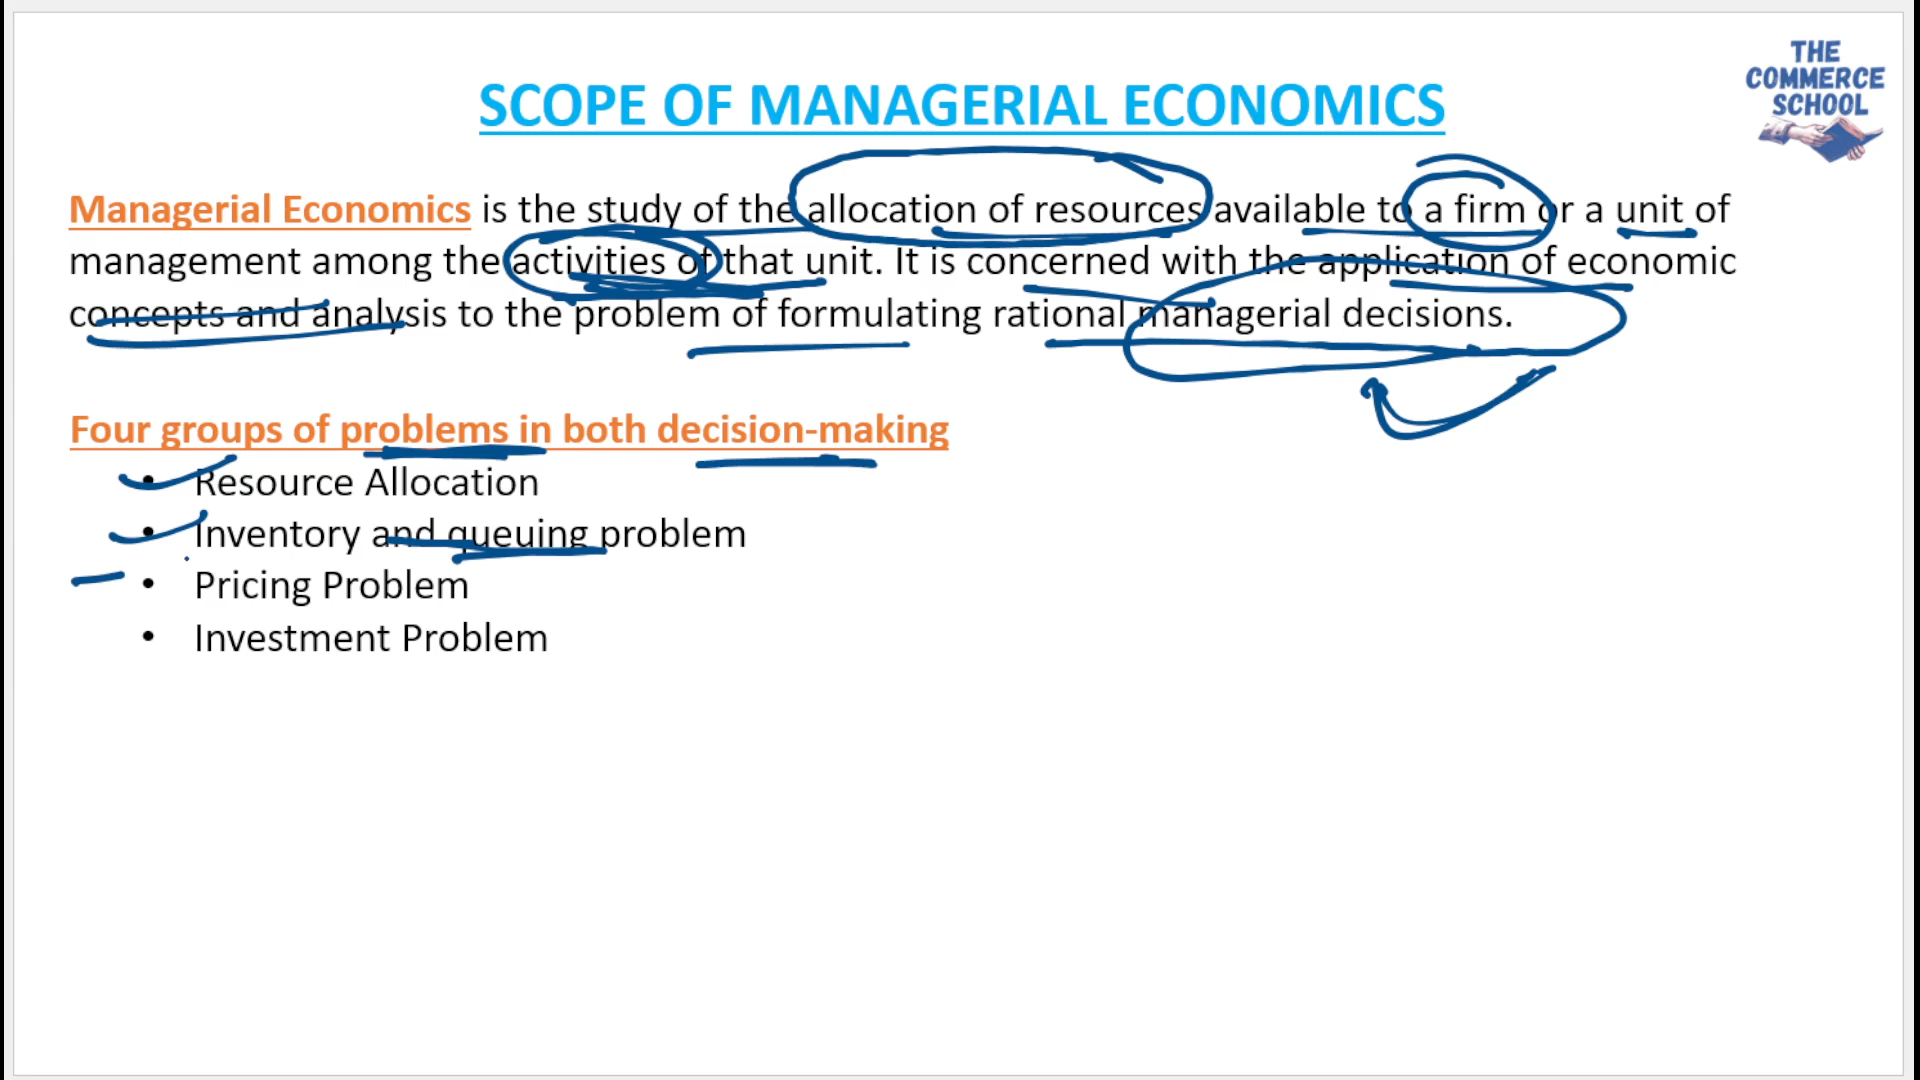 SCOPE OF MANAGERIAL ECONOMICS
THE
COMMERCE
SCHOOL
Managerial Economics is the study of the allocation of resources available to a firm or a unit of
management among the activities of that unit. It is concerned with the application of economic
concepts and analysis to the problem of formulating rational managerial decisions.
Four groups of problems in both decision-making
• Resource Allocation
• Inventory and queuing problem
• Pricing Problem
• Investment Problem